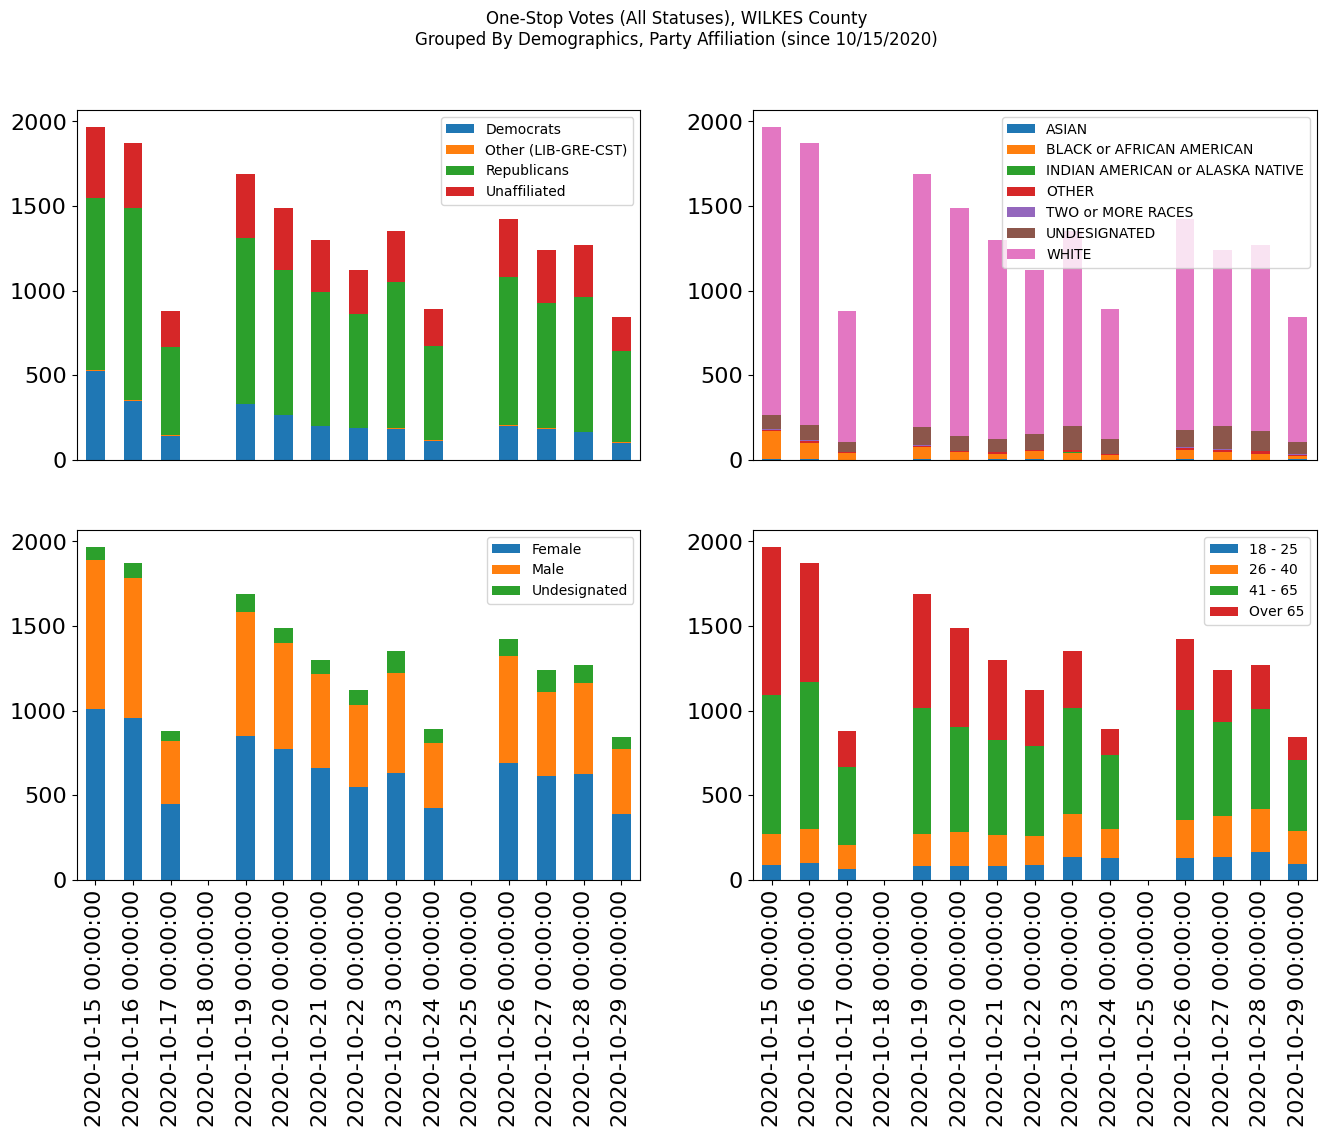 One-Stop Votes (All Statuses), WILKES County
Grouped By Demographics, Party Affiliation (since 10/15/2020)
2000
1500
1000
500
0
Democrats
Other (LIB-GRE-CST)
Republicans
Unaffiliated
2000
1500
1000
500
0
ASIAN
BLACK or AFRICAN AMERICAN
INDIAN AMERICAN or ALASKA NATIVE
OTHER
TWO or MORE RACES
UNDESIGNATED
WHITE
2000
1500
1000
500
0
Female
Male
Undesignated
2020-10-15 00:00:00
2020-10-16 00:00:00
2020-10-17 00:00:00
2020-10-18 00:00:00
2020-10-19 00:00:00
2020-10-20 00:00:00
2020-10-21 00:00:00
2020-10-22 00:00:00
2020-10-23 00:00:00
2020-10-24 00:00:00
2020-10-25 00:00:00
2020-10-26 00:00:00
2020-10-27 00:00:00
2020-10-28 00:00:00
2020-10-29 00:00:00
2000
1500
1000
500
0
18 - 25
26 - 40
41 - 65
Over 65
2020-10-15 00:00:00
2020-10-16 00:00:00
2020-10-17 00:00:00
2020-10-18 00:00:00
2020-10-19 00:00:00
2020-10-20 00:00:00
2020-10-21 00:00:00
2020-10-22 00:00:00
2020-10-23 00:00:00
2020-10-24 00:00:00
2020-10-25 00:00:00
2020-10-26 00:00:00
2020-10-27 00:00:00
2020-10-28 00:00:00
2020-10-29 00:00:00